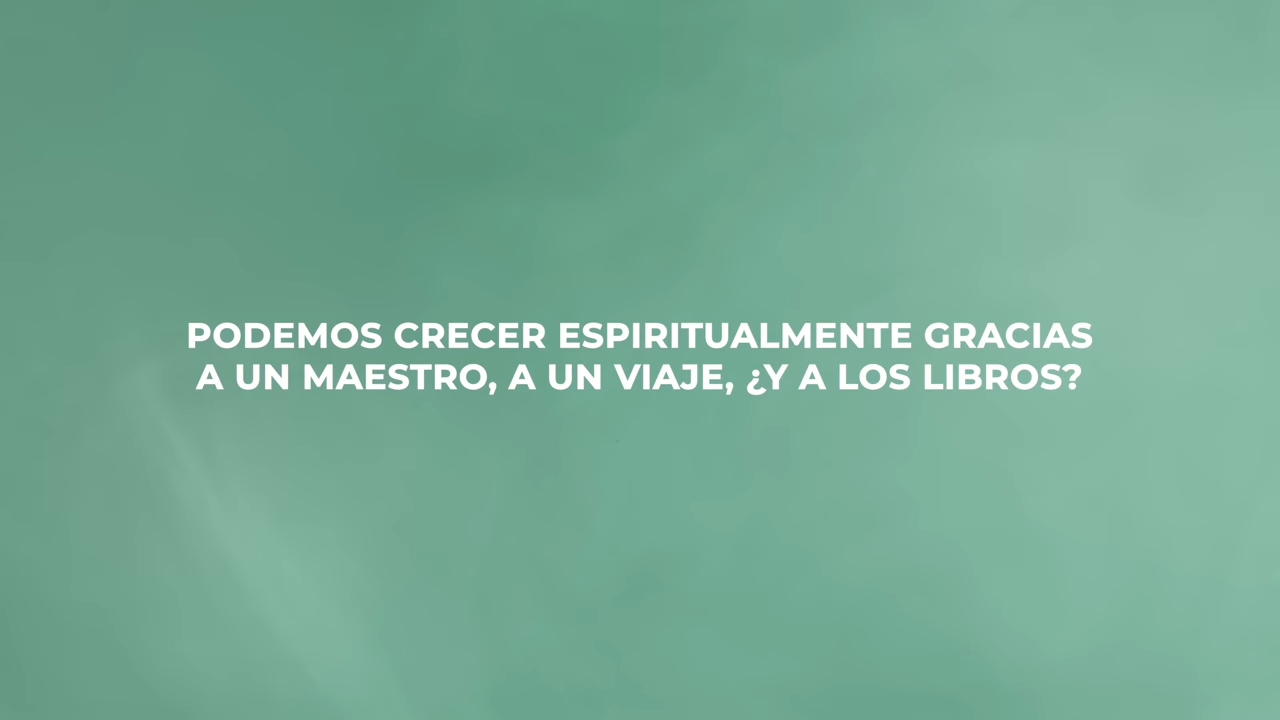 PODEMOS CRECER ESPIRITUALMENTE GRACIAS
A UN MAESTRO, A UN VIAJE, ¿Y A LOS LIBROS?